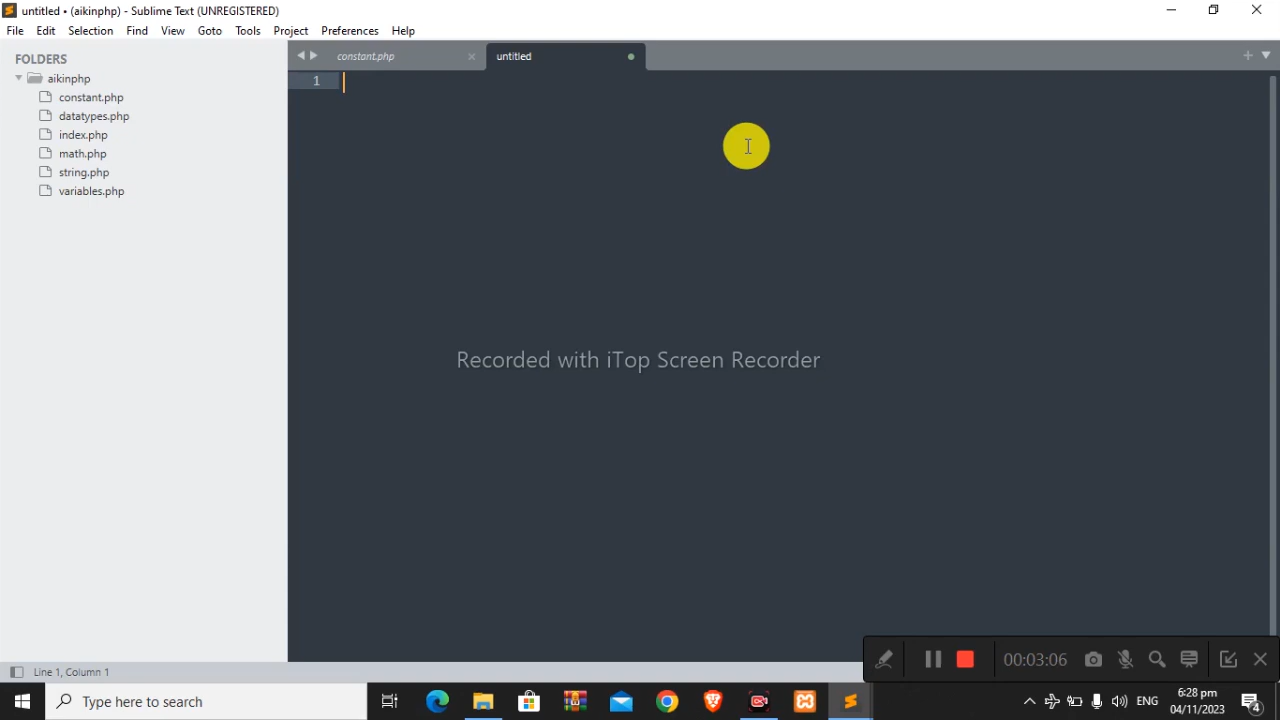 untitled • (aikinphp) - Sublime Text (UNREGISTERED)
File Edit Selection Find View Goto Tools Project Preferences Help
FOLDERS
aikinphp
constant.php
datatypes.php
index.php
math.php
string.php
variables.php
constant.php untitled
1
Recorded with iTop Screen Recorder
00:03:06
Line 1, Column 1
Type here to search
ENG
6:28 pm
04/11/2023
4